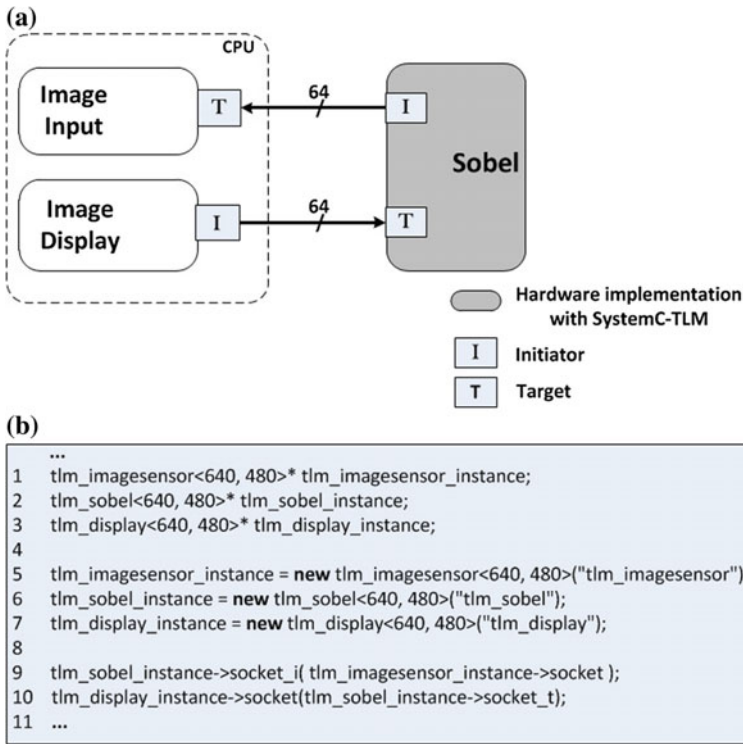 (a)
CPU
Image
Input
T
64
I
Sobel
Image
Display
I
64
T
Hardware implementation
with SystemC-TLM
I Initiator
T Target
(b)
...
1 tlm_imagesensor<640, 480>* tlm_imagesensor_instance;
2 tlm_sobel<640, 480>* tlm_sobel_instance;
3 tlm_display<640, 480>* tlm_display_instance;
4
5 tlm_imagesensor_instance = new tlm_imagesensor<640, 480>("tlm_imagesensor")
6 tlm_sobel_instance = new tlm_sobel<640, 480>("tlm_sobel");
7 tlm_display_instance = new tlm_display<640, 480>("tlm_display");
8
9 tlm_sobel_instance->socket_i( tlm_imagesensor_instance->socket );
10 tlm_display_instance->socket(tlm_sobel_instance->socket_t);
11 ...